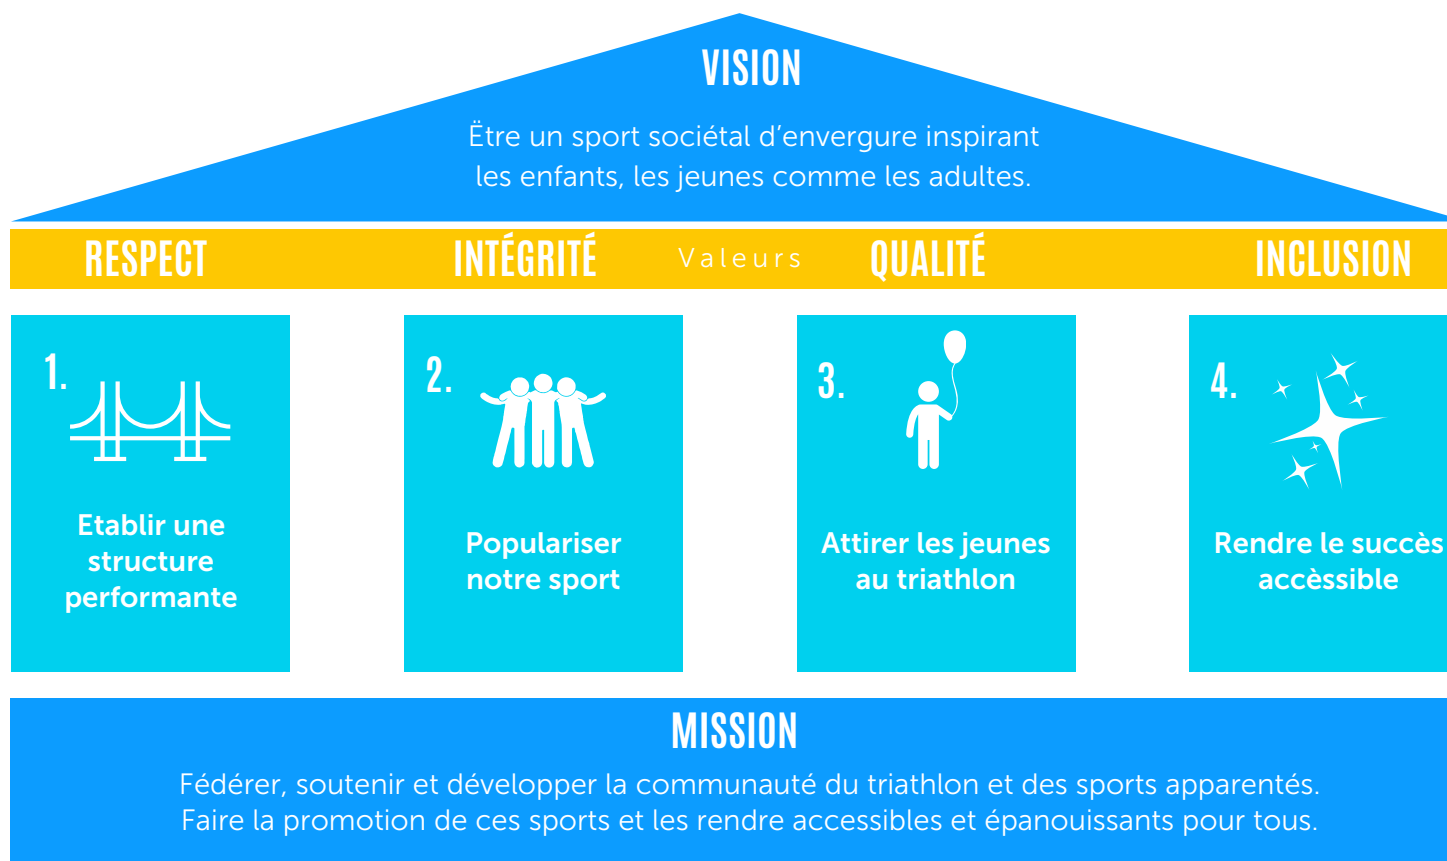 VISION
Ëtre un sport sociétal d’envergure inspirant
les enfants, les jeunes comme les adultes.
RESPECT INTÉGRITÉ Valeurs QUALITÉ INCLUSION
1.
Etablir une
structure
performante
2.
Populariser
notre sport
3.
Attirer les jeunes
au triathlon
4.
Rendre le succès
accèssible
MISSION
Fédérer, soutenir et développer la communauté du triathlon et des sports apparentés.
Faire la promotion de ces sports et les rendre accessibles et épanouissants pour tous.